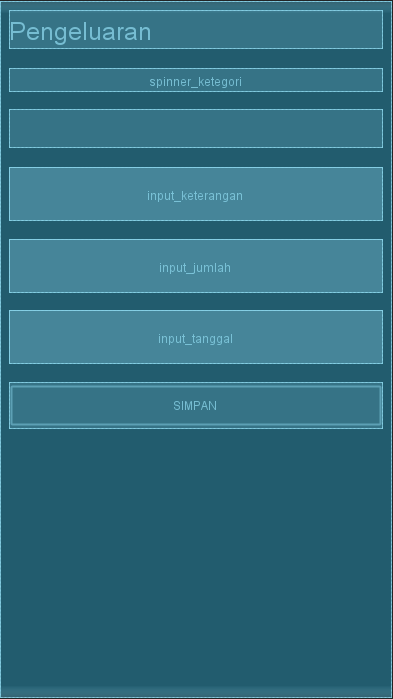 Pengeluaran
spinner_ketegori
input_keterangan
input_jumlah
input_tanggal
SIMPAN